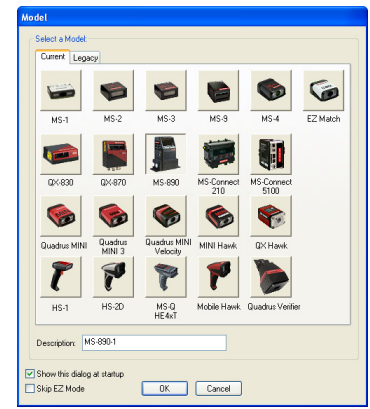 Model
Select a Model:
Current Legacy
MS-1 MS-2 MS-3 MS-9 MS-4 EZ Match
QX-830 QX-870 MS-890 MS-Connect 210 MS-Connect 5100
Quadrus MINI Quadrus MINI 3 Quadrus MINI Velocity MINI Hawk QX Hawk
HS-1 HS-2D MS-Q HE4xT Mobile Hawk Quadrus Verifier
Description: MS-890-1
Show this dialog at startup
Skip EZ Mode OK Cancel